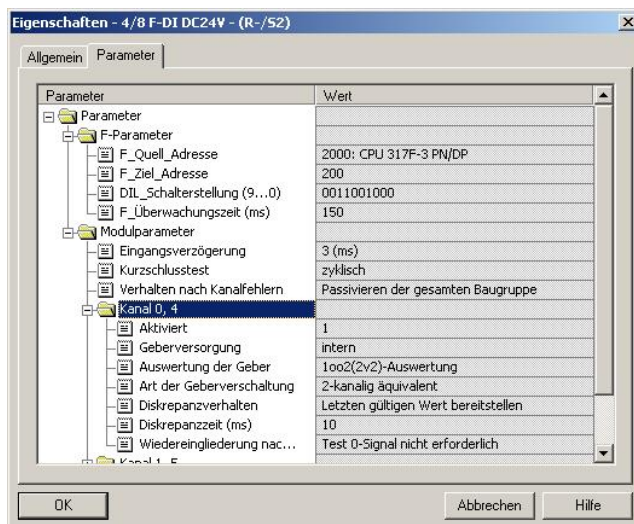 Eigenschaften - 4/8 F-DI DC24V - (R-/S2)
Allgemein Parameter
Parameter Wert
Parameter
F-Parameter
F_Quell_Adresse 2000: CPU 317F-3 PN/DP
F_Ziel_Adresse 200
DIL_Schalterstellung (9...0) 0011001000
F_Überwachungszeit (ms) 150
Modulparameter
Eingangsverzögerung 3 (ms)
Kurzschlusstest zyklisch
Verhalten nach Kanalfehlern Passivieren der gesamten Baugruppe
Kanal 0, 4
Aktiviert 1
Geberversorgung intern
Auswertung der Geber 1oo2(2v2)-Auswertung
Art der Geberverschaltung 2-kanalig äquivalent
Diskrepanzverhalten Letzten gültigen Wert bereitstellen
Diskrepanzzeit (ms) 10
Wiedereingliederung nac... Test 0-Signal nicht erforderlich
Kanal 1, 5
OK Abbrechen Hilfe